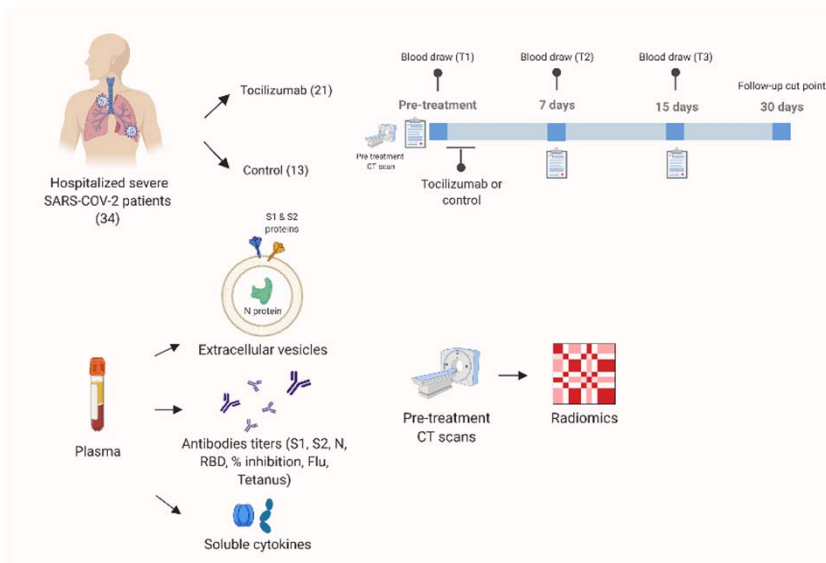 Hospitalized severe
SARS-COV-2 patients
(34)
Tocilizumab (21)
Control (13)
Blood draw (T1)
Blood draw (T2)
Blood draw (T3)
Pre-treatment
7 days
15 days
Follow-up cut point
30 days
Pre treatment
CT scan
Tocilizumab or
control
S1 & S2
proteins
N protein
Extracellular vesicles
Plasma
Antibodies titers (S1, S2, N,
RBD, % inhibition, Flu,
Tetanus)
Soluble cytokines
Pre-treatment
CT scans
Radiomics